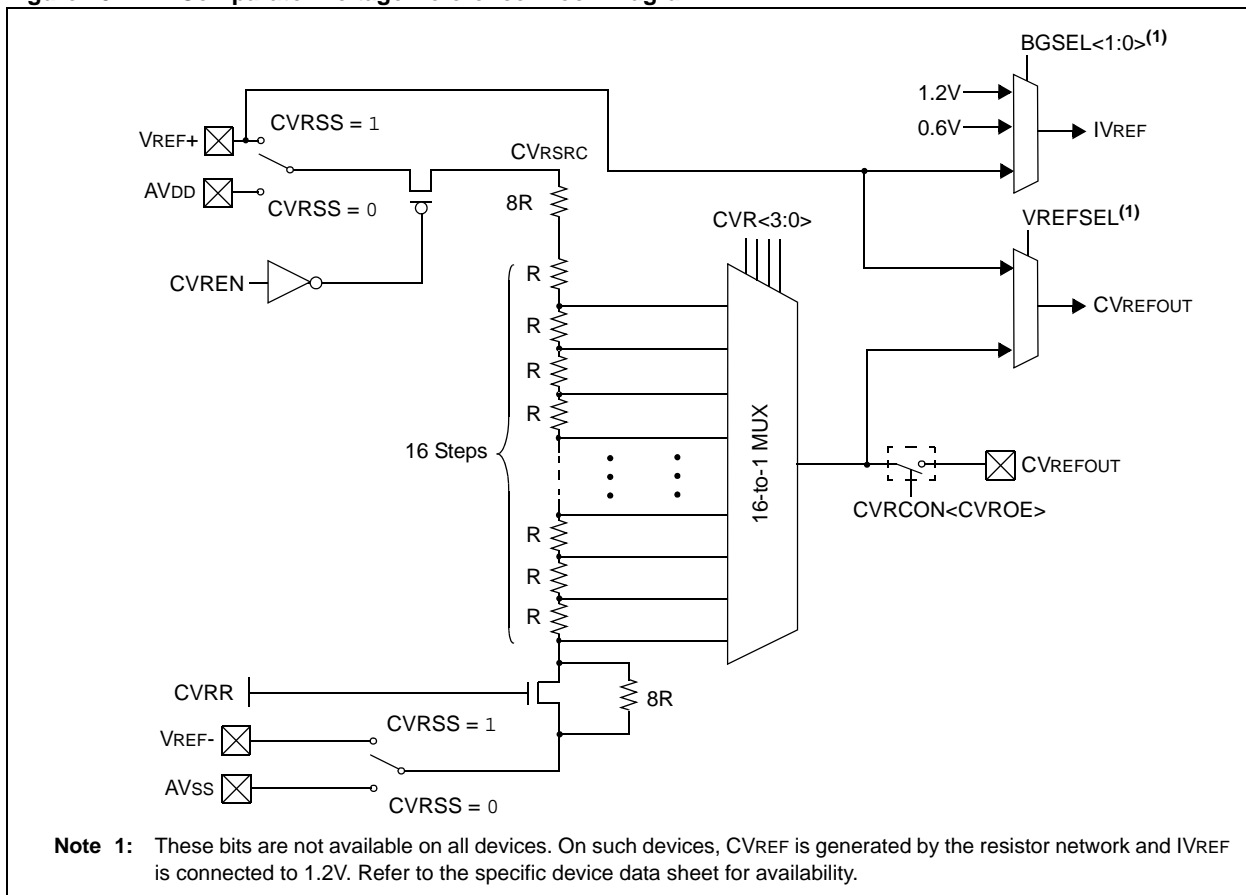 BGSEL<1:0>(1)
1.2V
0.6V
IVREF
VREF+
CVRSS = 1
AVDD
CVRSS = 0
CVRSRC
8R
CVREN
CVR<3:0>
VREFSEL(1)
CVREFOUT
R
R
R
R
16 Steps
16-to-1 MUX
CVREFOUT
CVRCON<CVROE>
R
R
R
CVRR
8R
VREF-
CVRSS = 1
AVSS
CVRSS = 0
Note 1: These bits are not available on all devices. On such devices, CVREF is generated by the resistor network and IVREF
is connected to 1.2V. Refer to the specific device data sheet for availability.